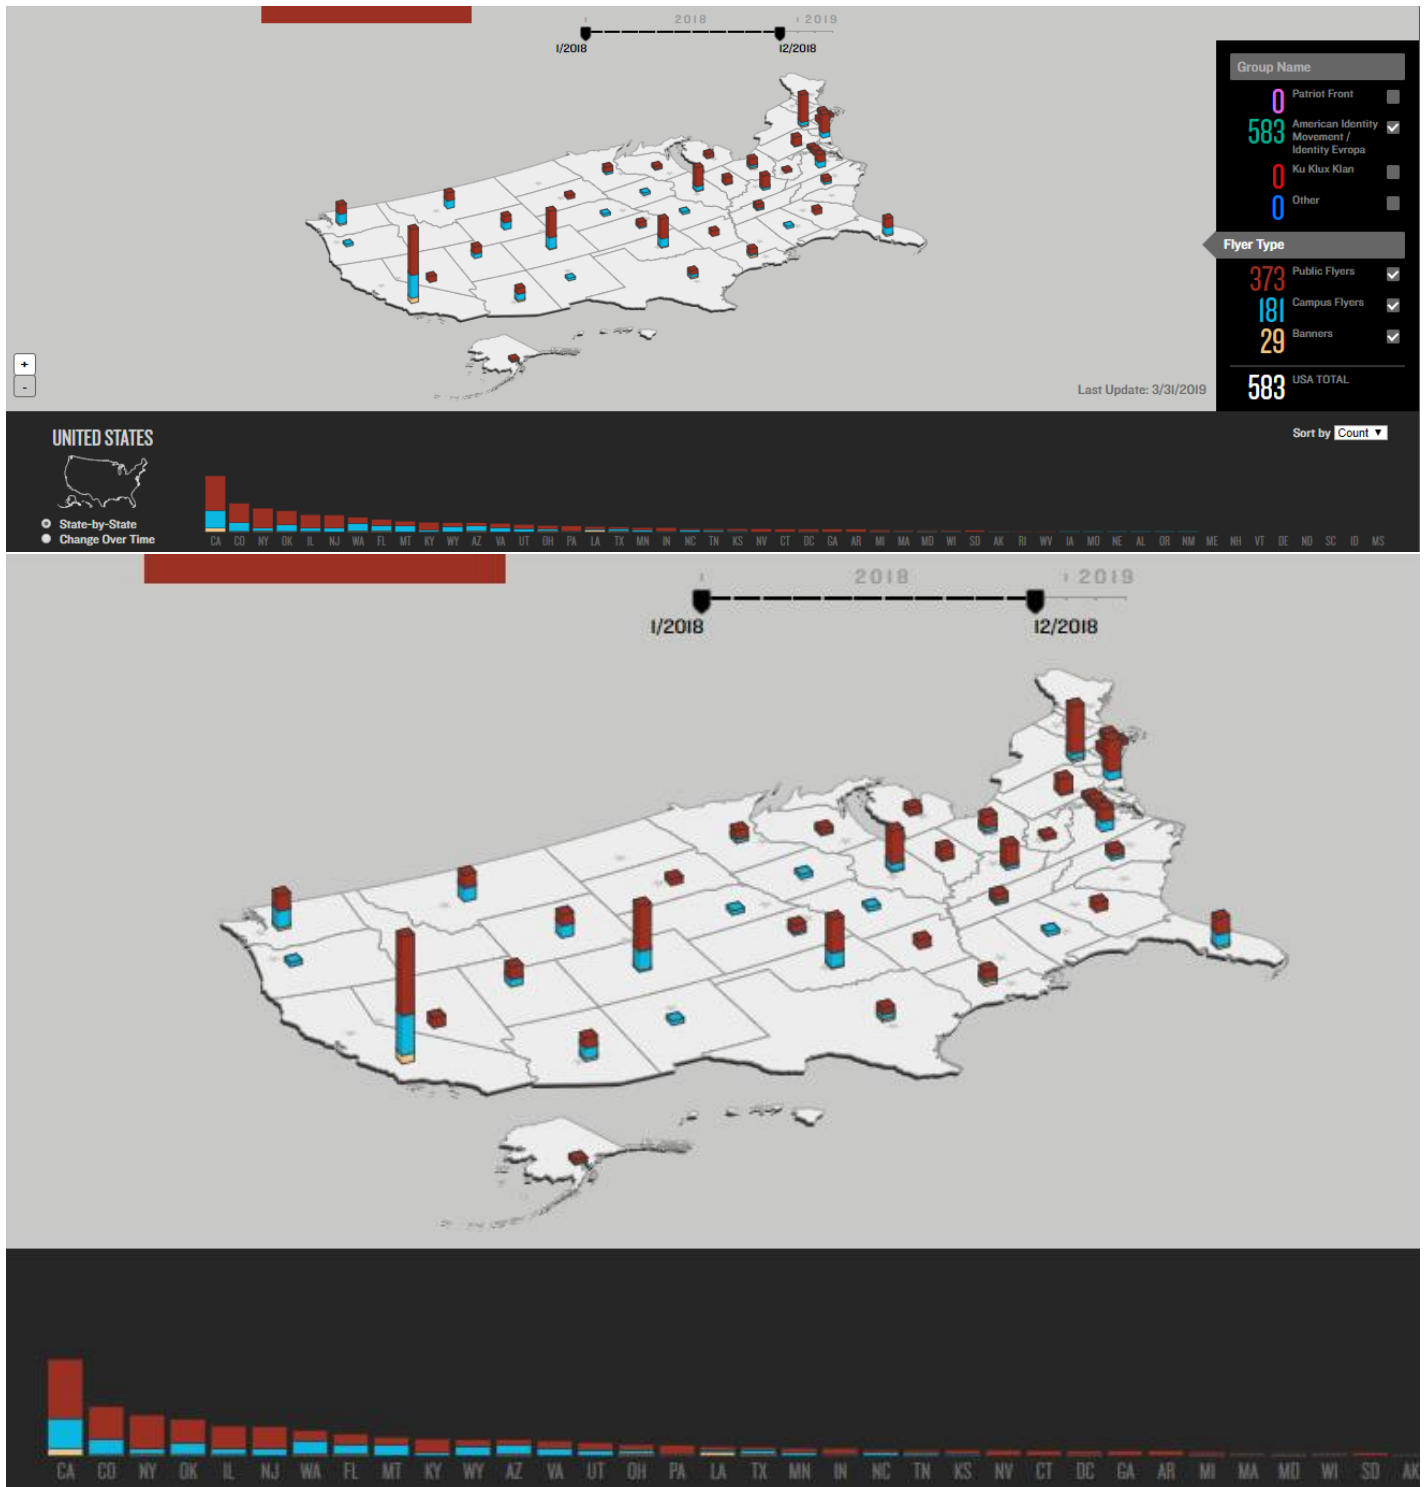 2018 2019
1/2018 12/2018
Group Name
0 Patriot Front
583 American Identity
Movement /
Identity Evropa
0 Ku Klux Klan
0 Other
Flyer Type
373 Public Flyers
181 Campus Flyers
29 Banners
583 USA TOTAL
+
-
Last Update: 3/31/2019
UNITED STATES
Sort by Count ▼
State-by-State
Change Over Time
CA CO NY OK IL NJ WA FL MT KY WY AZ VA UT OH PA LA TX MN IN NC TN KS NV CT DC GA AR MI MA MD WI SD AK RI WV IA MO NE AL OR NM ME NH VT DE ND SC ID MS
2018 2019
1/2018 12/2018
CA CO NY OK IL NJ WA FL MT KY WY AZ VA UT OH PA LA TX MN IN NC TN KS NV CT DC GA AR MI MA MD WI SD AK